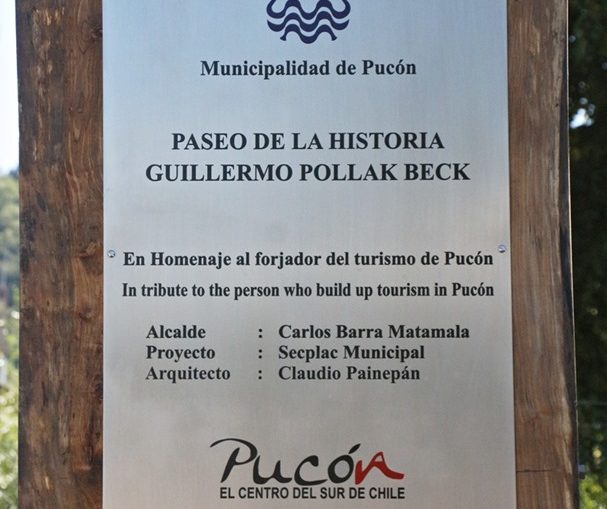 Municipalidad de Pucón
PASEO DE LA HISTORIA
GUILLERMO POLLAK BECK
En Homenaje al forjador del turismo de Pucón
In tribute to the person who build up tourism in Pucón
Alcalde : Carlos Barra Matamala
Proyecto : Secplac Municipal
Arquitecto : Claudio Painepán
Pucón
EL CENTRO DEL SUR DE CHILE